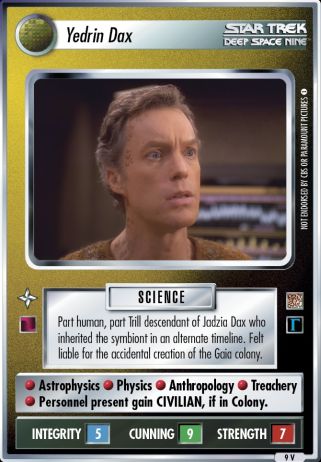 Yedrin Dax
STAR TREK
DEEP SPACE NINE
NOT ENDORSED BY CBS OR PARAMOUNT PICTURES
SCIENCE
Part human, part Trill descendant of Jadzia Dax who
inherited the symbiont in an alternate timeline. Felt
liable for the accidental creation of the Gaia colony.
Astrophysics Physics Anthropology Treachery
Personnel present gain CIVILIAN, if in Colony.
INTEGRITY 5 CUNNING 9 STRENGTH 7
9 V